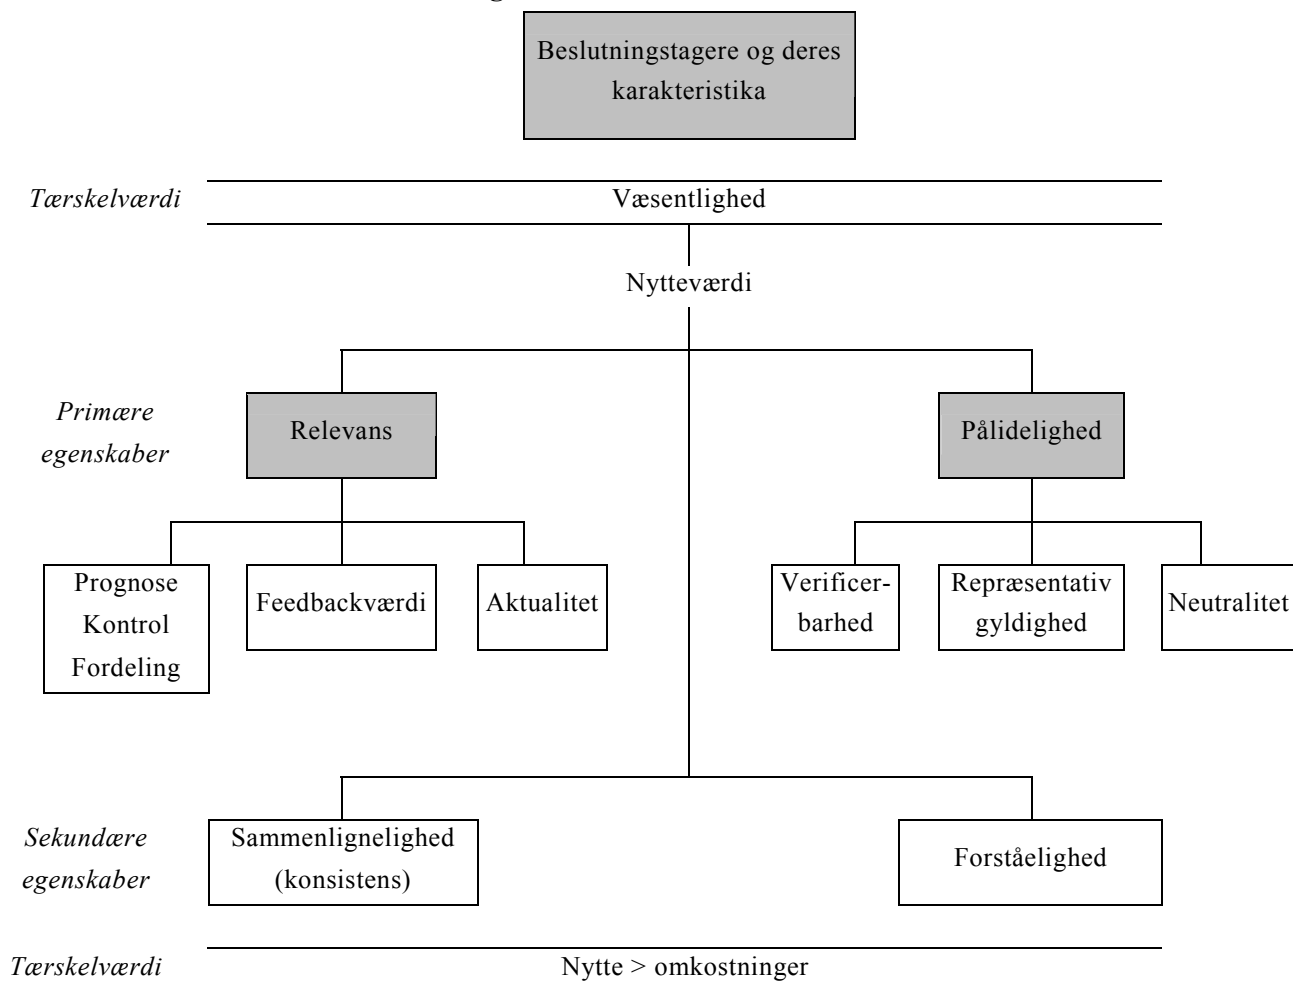 g
Beslutningstagere og deres
karakteristika
Tærskelværdi
Væsentlighed
Nytteværdi
Primære
egenskaber
Relevans
Pålidelighed
Prognose
Kontrol
Fordeling
Feedbackværdi
Aktualitet
Verificer-
barhed
Repræsentativ
gyldighed
Neutralitet
Sekundære
egenskaber
Sammenlignelighed
(konsistens)
Forståelighed
Tærskelværdi
Nytte > omkostninger